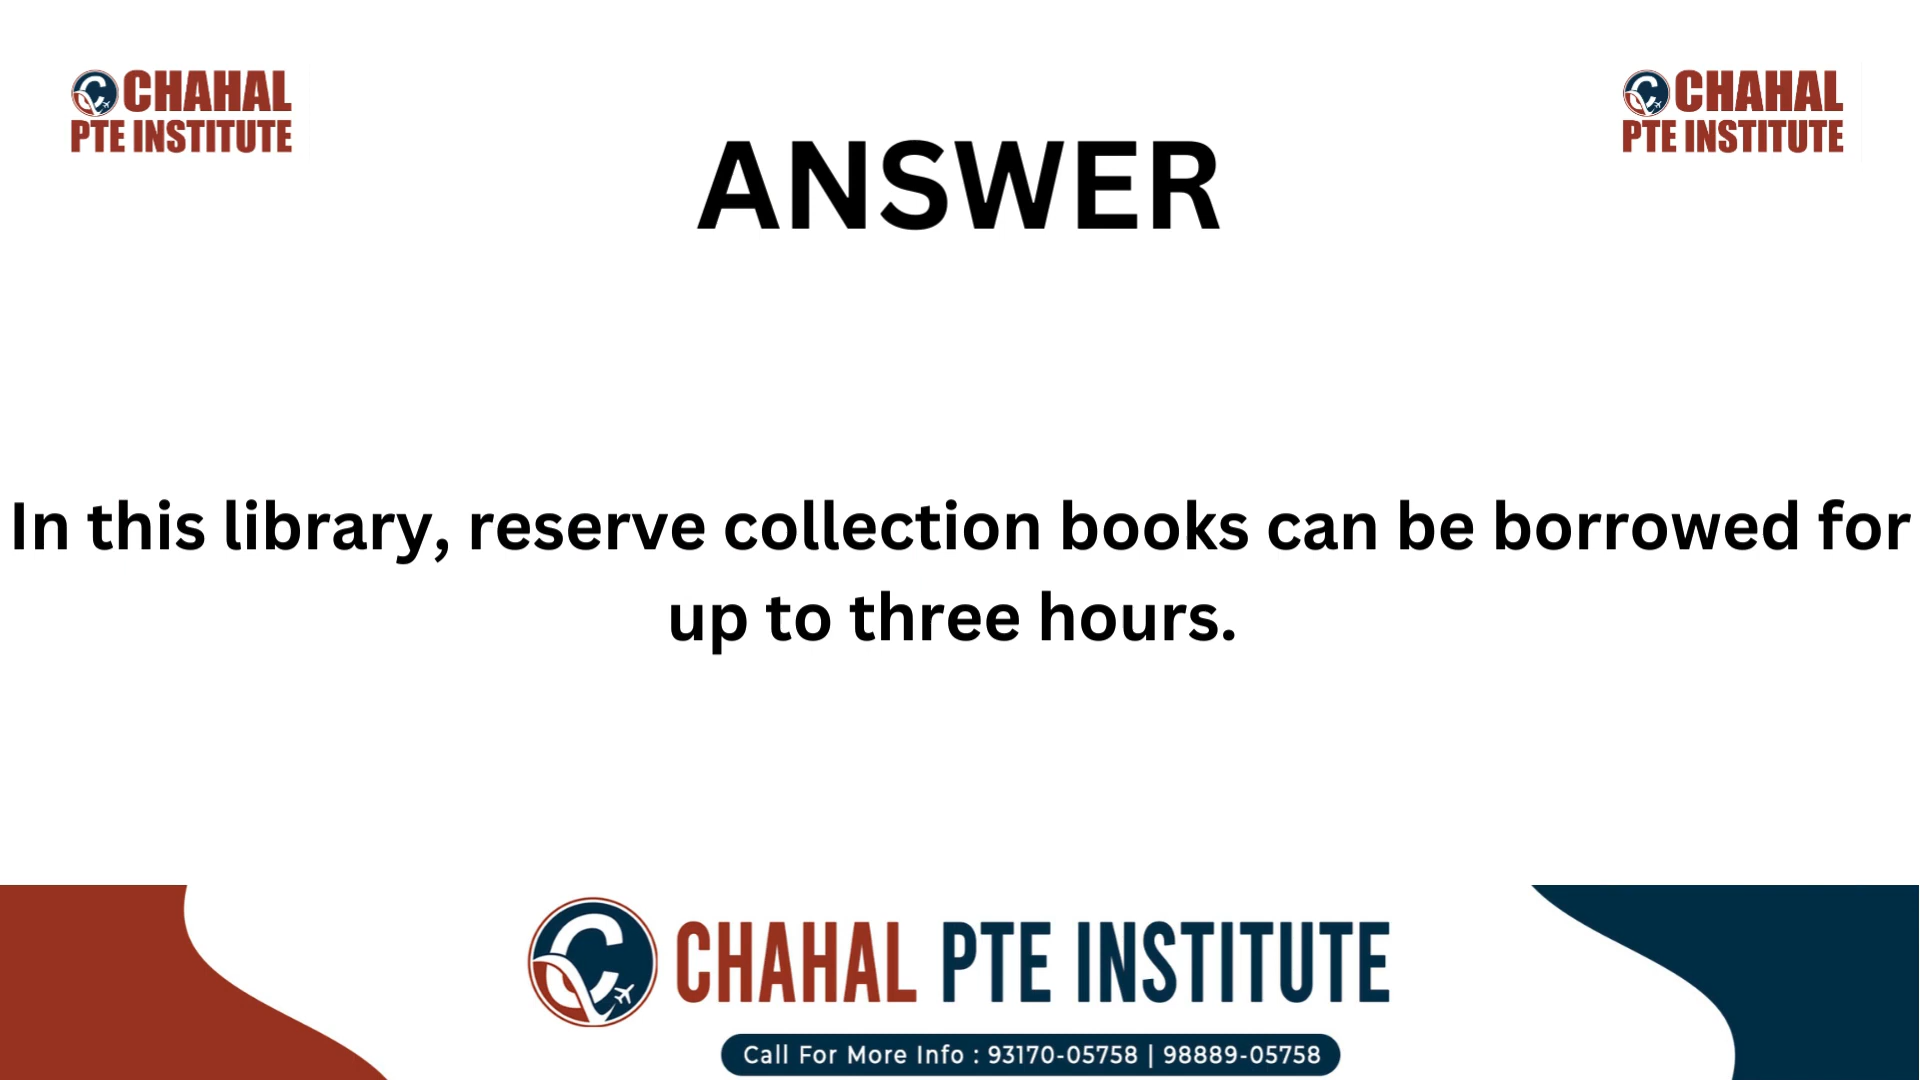 CHAHAL
PTE INSTITUTE
CHAHAL
PTE INSTITUTE
ANSWER
In this library, reserve collection books can be borrowed for
up to three hours.
CHAHAL PTE INSTITUTE
Call For More Info : 93170-05758 | 98889-05758